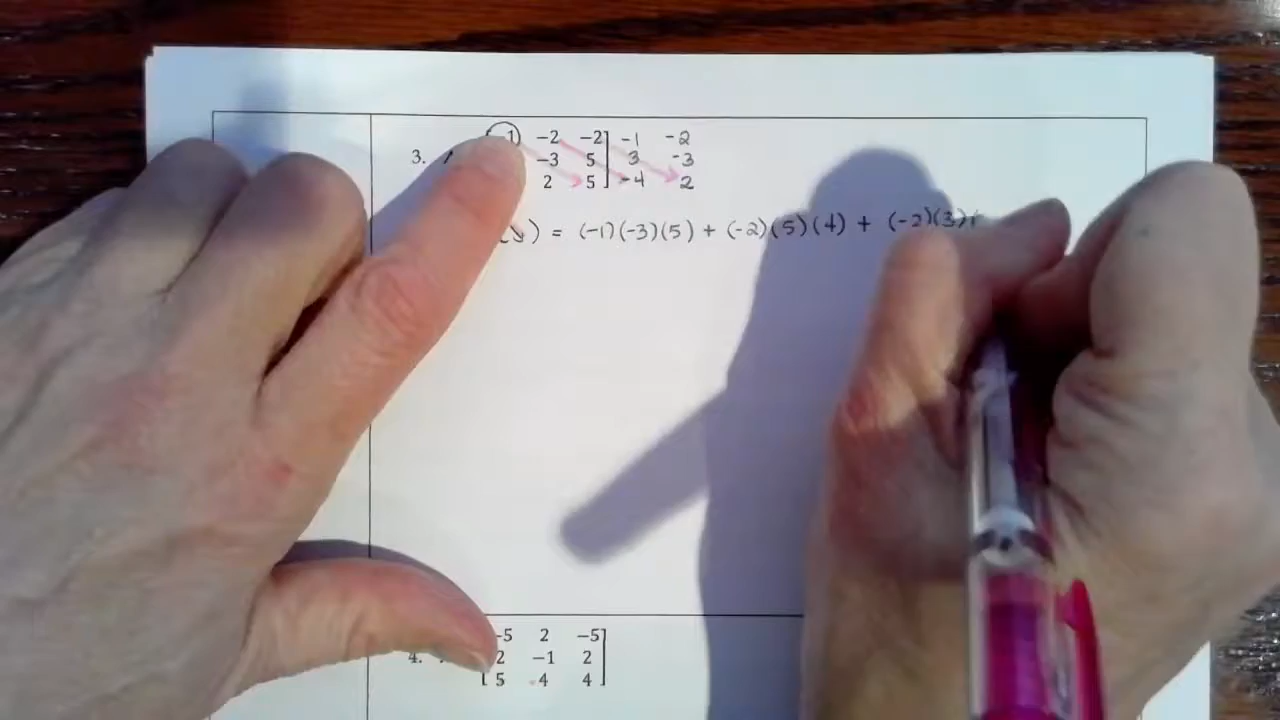 1 -2 -2] -1 -2
3. -3 5 3 -3
2 5] -4 2
(↘) = (-1)(-3)(5) + (-2)(5)(4) + (-2)(3)(
-5 2 -5
4. 2 -1 2
5 4 4